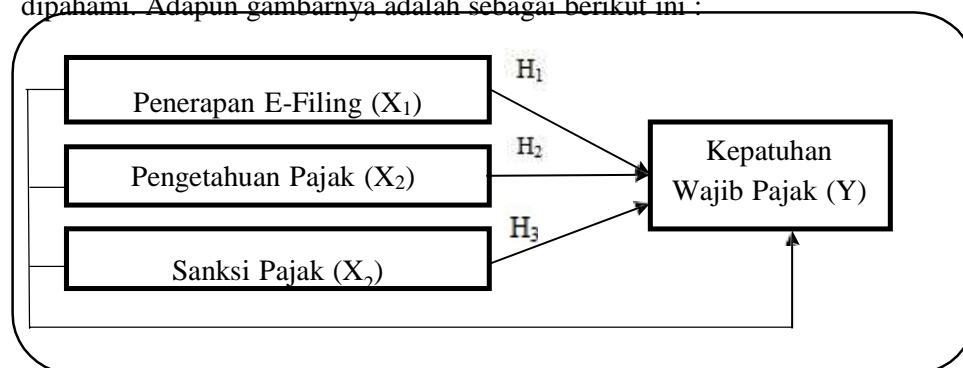 dipahami. Adapun gambarnya adalah sebagai berikut ini :
H₁
Penerapan E-Filing (X₁)
H₂
Pengetahuan Pajak (X₂)
H₃
Sanksi Pajak (X₂)
Kepatuhan
Wajib Pajak (Y)